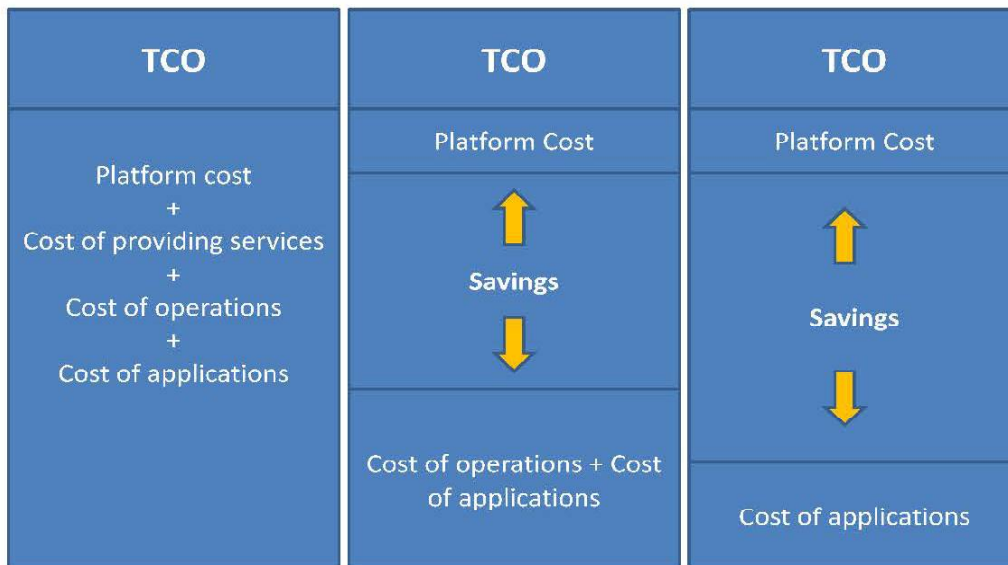 TCO
Platform cost
+
Cost of providing services
+
Cost of operations
+
Cost of applications
TCO
Platform Cost
Savings
Cost of operations + Cost
of applications
TCO
Platform Cost
Savings
Cost of applications